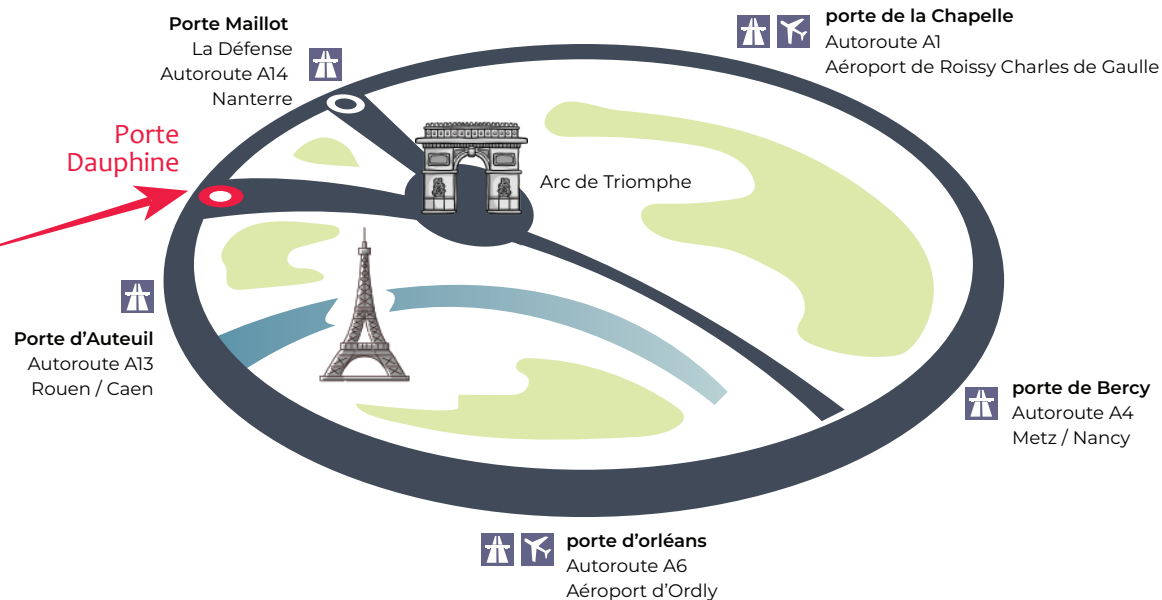 Porte Maillot
La Défense
Autoroute A14
Nanterre
porte de la Chapelle
Autoroute A1
Aéroport de Roissy Charles de Gaulle
Porte
Dauphine
Arc de Triomphe
Porte d’Auteuil
Autoroute A13
Rouen / Caen
porte de Bercy
Autoroute A4
Metz / Nancy
porte d’orléans
Autoroute A6
Aéroport d’Ordly